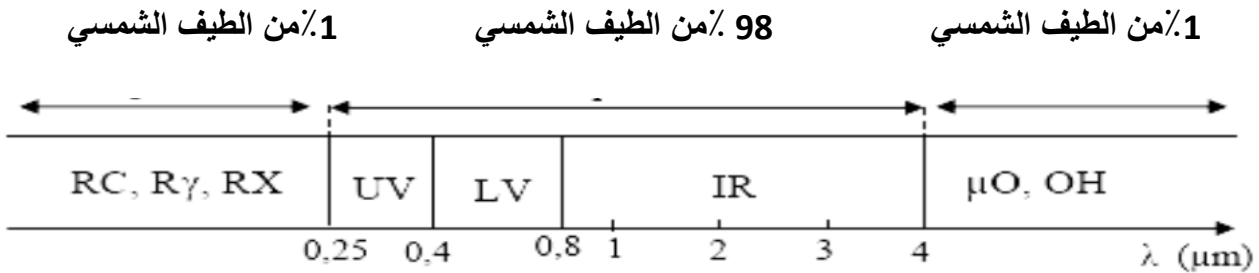 1٪من الطيف الشمسي 98 ٪من الطيف الشمسي 1٪من الطيف الشمسي
RC, Rγ, RX UV LV IR μO, OH
0,25 0,4 0,8 1 2 3 4 λ (μm)